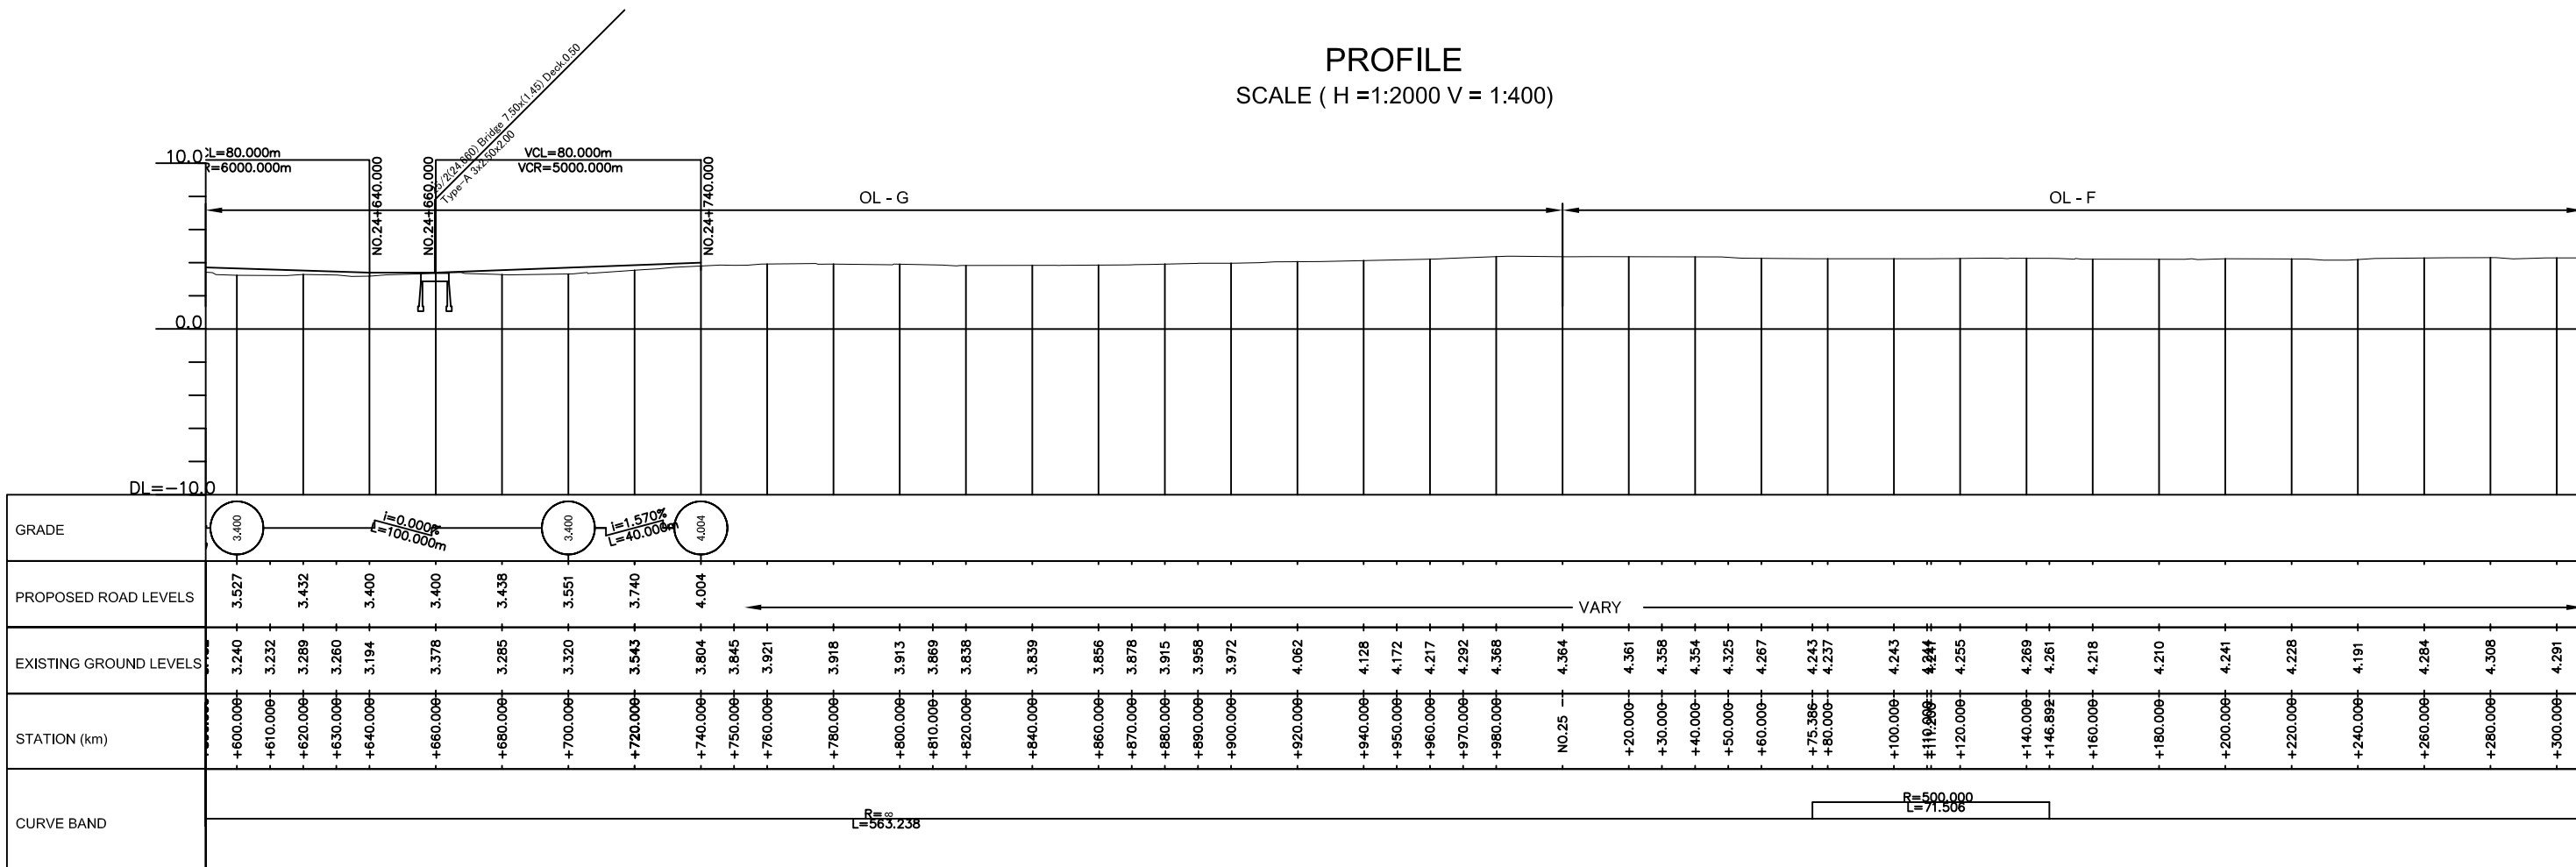 PROFILE
SCALE ( H =1:2000 V = 1:400)
Bridge 7.50x(1.45) Deck0.50
Type-A 3x2.50x2.00
10.0
L=80.000m
R=6000.000m
NO.24+640.000
NO.24+660.000
VCL=80.000m
VCR=5000.000m
NO.24+740.000
OL - G
OL - F
0.0
DL=-10.0
GRADE
3.400
i=0.000%
L=100.000m
3.400
i=1.570%
L=40.000m
4.004
PROPOSED ROAD LEVELS
3.527 3.432 3.400 3.400 3.438 3.551 3.740 4.004
VARY
EXISTING GROUND LEVELS
3.240 3.232 3.289 3.260 3.194 3.378 3.285 3.320 3.543 3.804 3.845 3.921 3.918 3.913 3.869 3.838 3.839 3.856 3.878 3.915 3.958 3.972 4.062 4.128 4.172 4.217 4.292 4.368 4.364 4.361 4.358 4.354 4.325 4.267 4.243 4.237 4.243 4.255 4.269 4.261 4.218 4.210 4.241 4.228 4.191 4.284 4.308 4.291
STATION (km)
+600.000 +610.000 +620.000 +630.000 +640.000 +660.000 +680.000 +700.000 +720.000 +740.000 +750.000 +760.000 +780.000 +800.000 +810.000 +820.000 +840.000 +860.000 +870.000 +880.000 +890.000 +900.000 +920.000 +940.000 +950.000 +960.000 +970.000 +980.000 NO.25 +20.000 +30.000 +40.000 +50.000 +60.000 +75.386 +80.000 +100.000 +120.000 +140.000 +146.892 +160.000 +180.000 +200.000 +220.000 +240.000 +260.000 +280.000 +300.000
CURVE BAND
R=∞
L=563.238
R=500.000
L=71.506